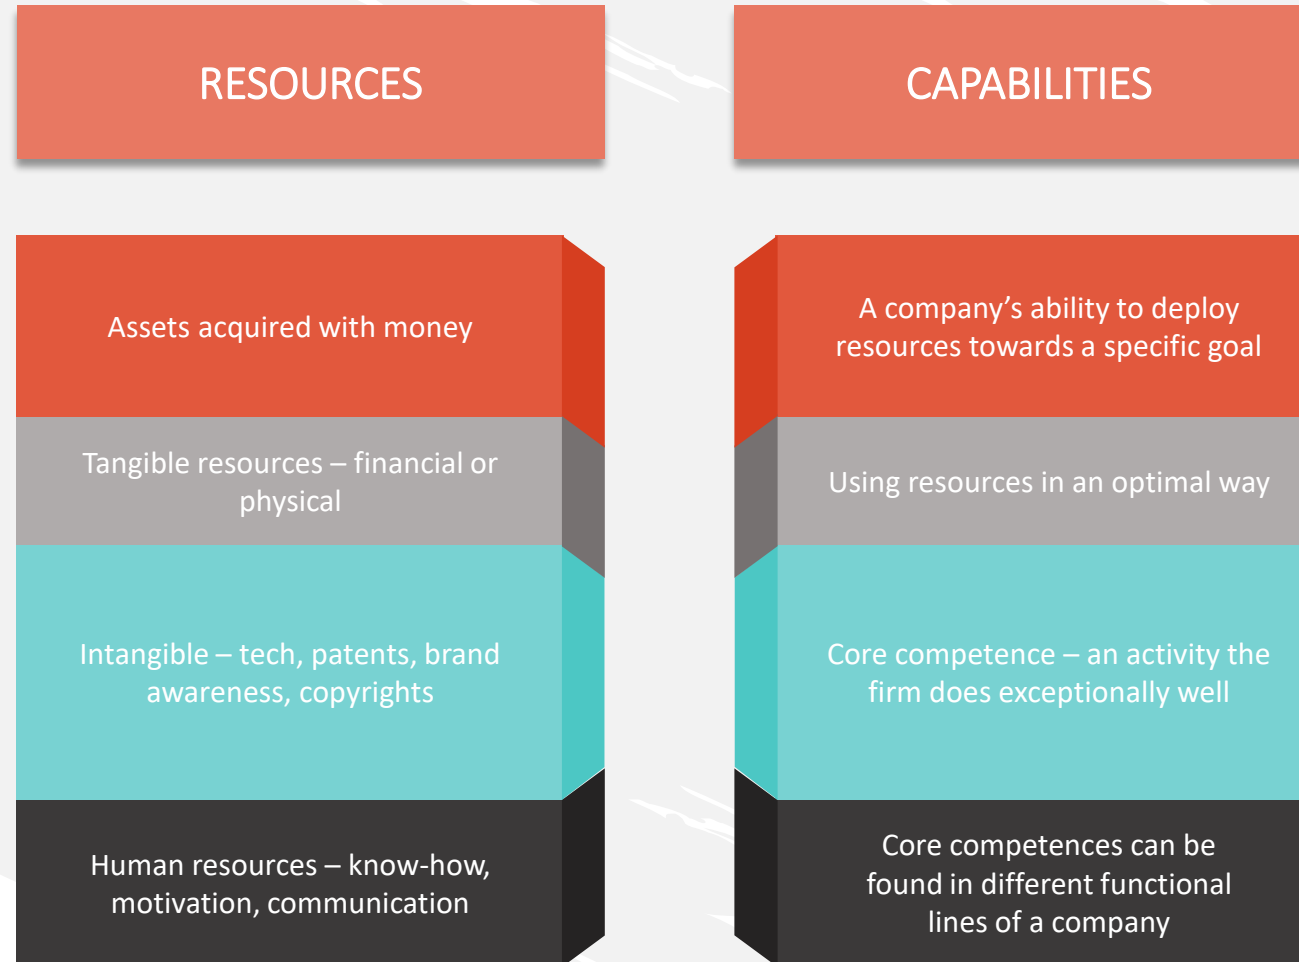 RESOURCES
Assets acquired with money
Tangible resources – financial or
physical
Intangible – tech, patents, brand
awareness, copyrights
Human resources – know-how,
motivation, communication
CAPABILITIES
A company’s ability to deploy
resources towards a specific goal
Using resources in an optimal way
Core competence – an activity the
firm does exceptionally well
Core competences can be
found in different functional
lines of a company